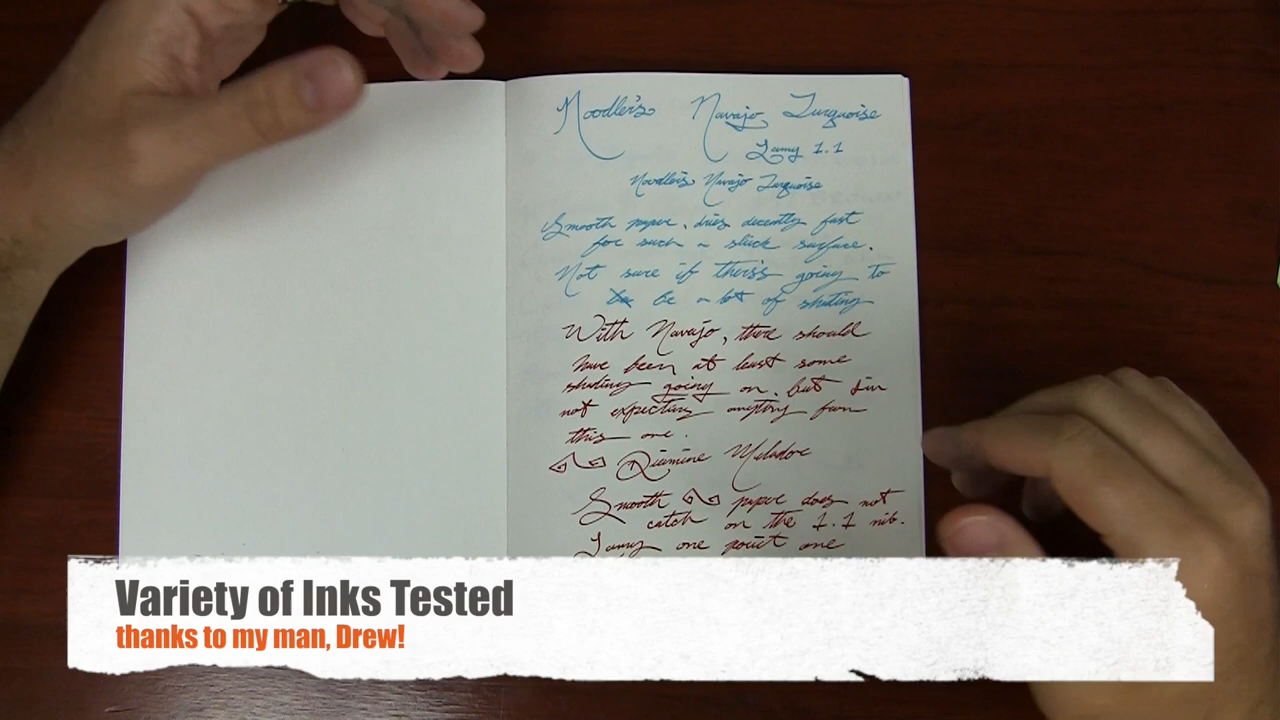 Noodler's Navajo Turquoise
Lamy 1.1
Noodler's Navajo Turquoise
Smooth paper, dries decently fast
for such a slick surface.
Not sure if there's going to
be a lot of shading
With Navajo, there should
have been at least some
shading going on, but I'm
not expecting anything from
this one.
Diamine Matador
Smooth paper does not
catch on the 1.1 nib.
Lamy one point one
Variety of Inks Tested
thanks to my man, Drew!